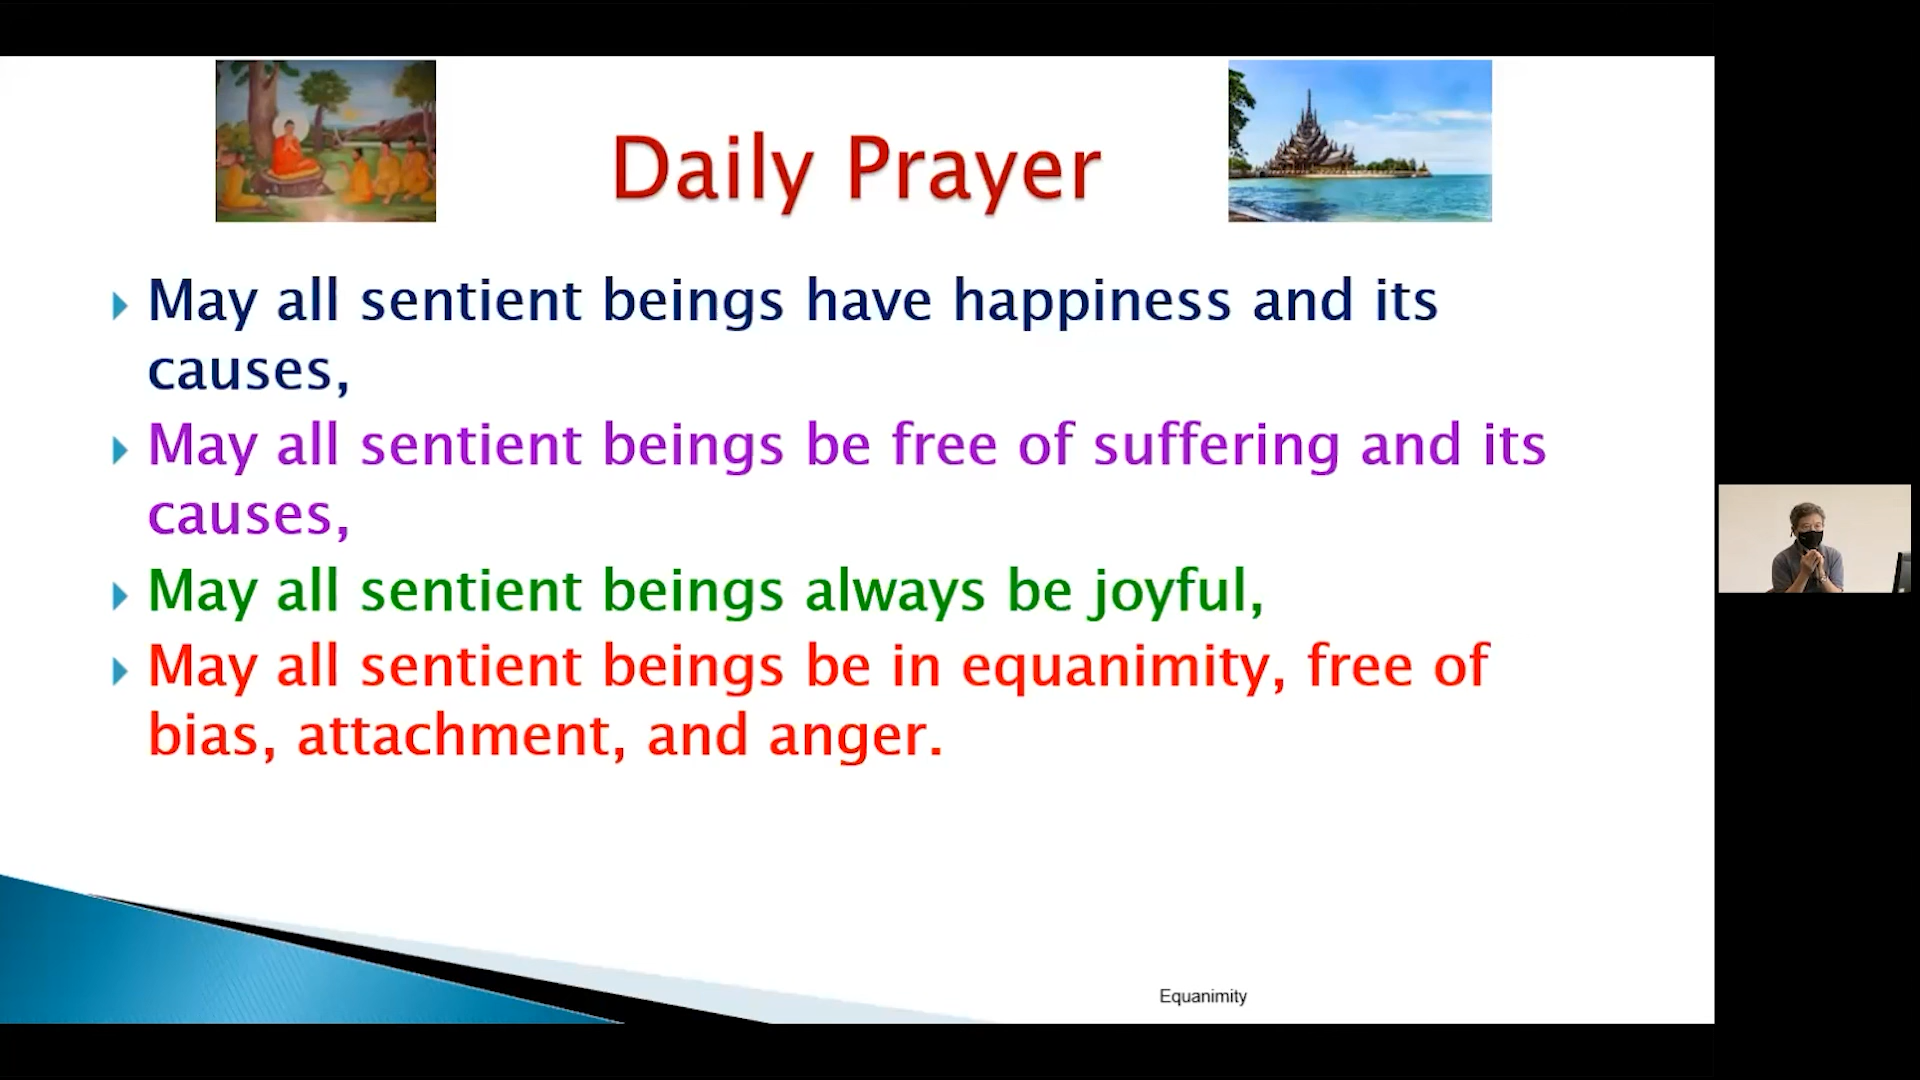 Daily Prayer
May all sentient beings have happiness and its
causes,
May all sentient beings be free of suffering and its
causes,
May all sentient beings always be joyful,
May all sentient beings be in equanimity, free of
bias, attachment, and anger.
Equanimity